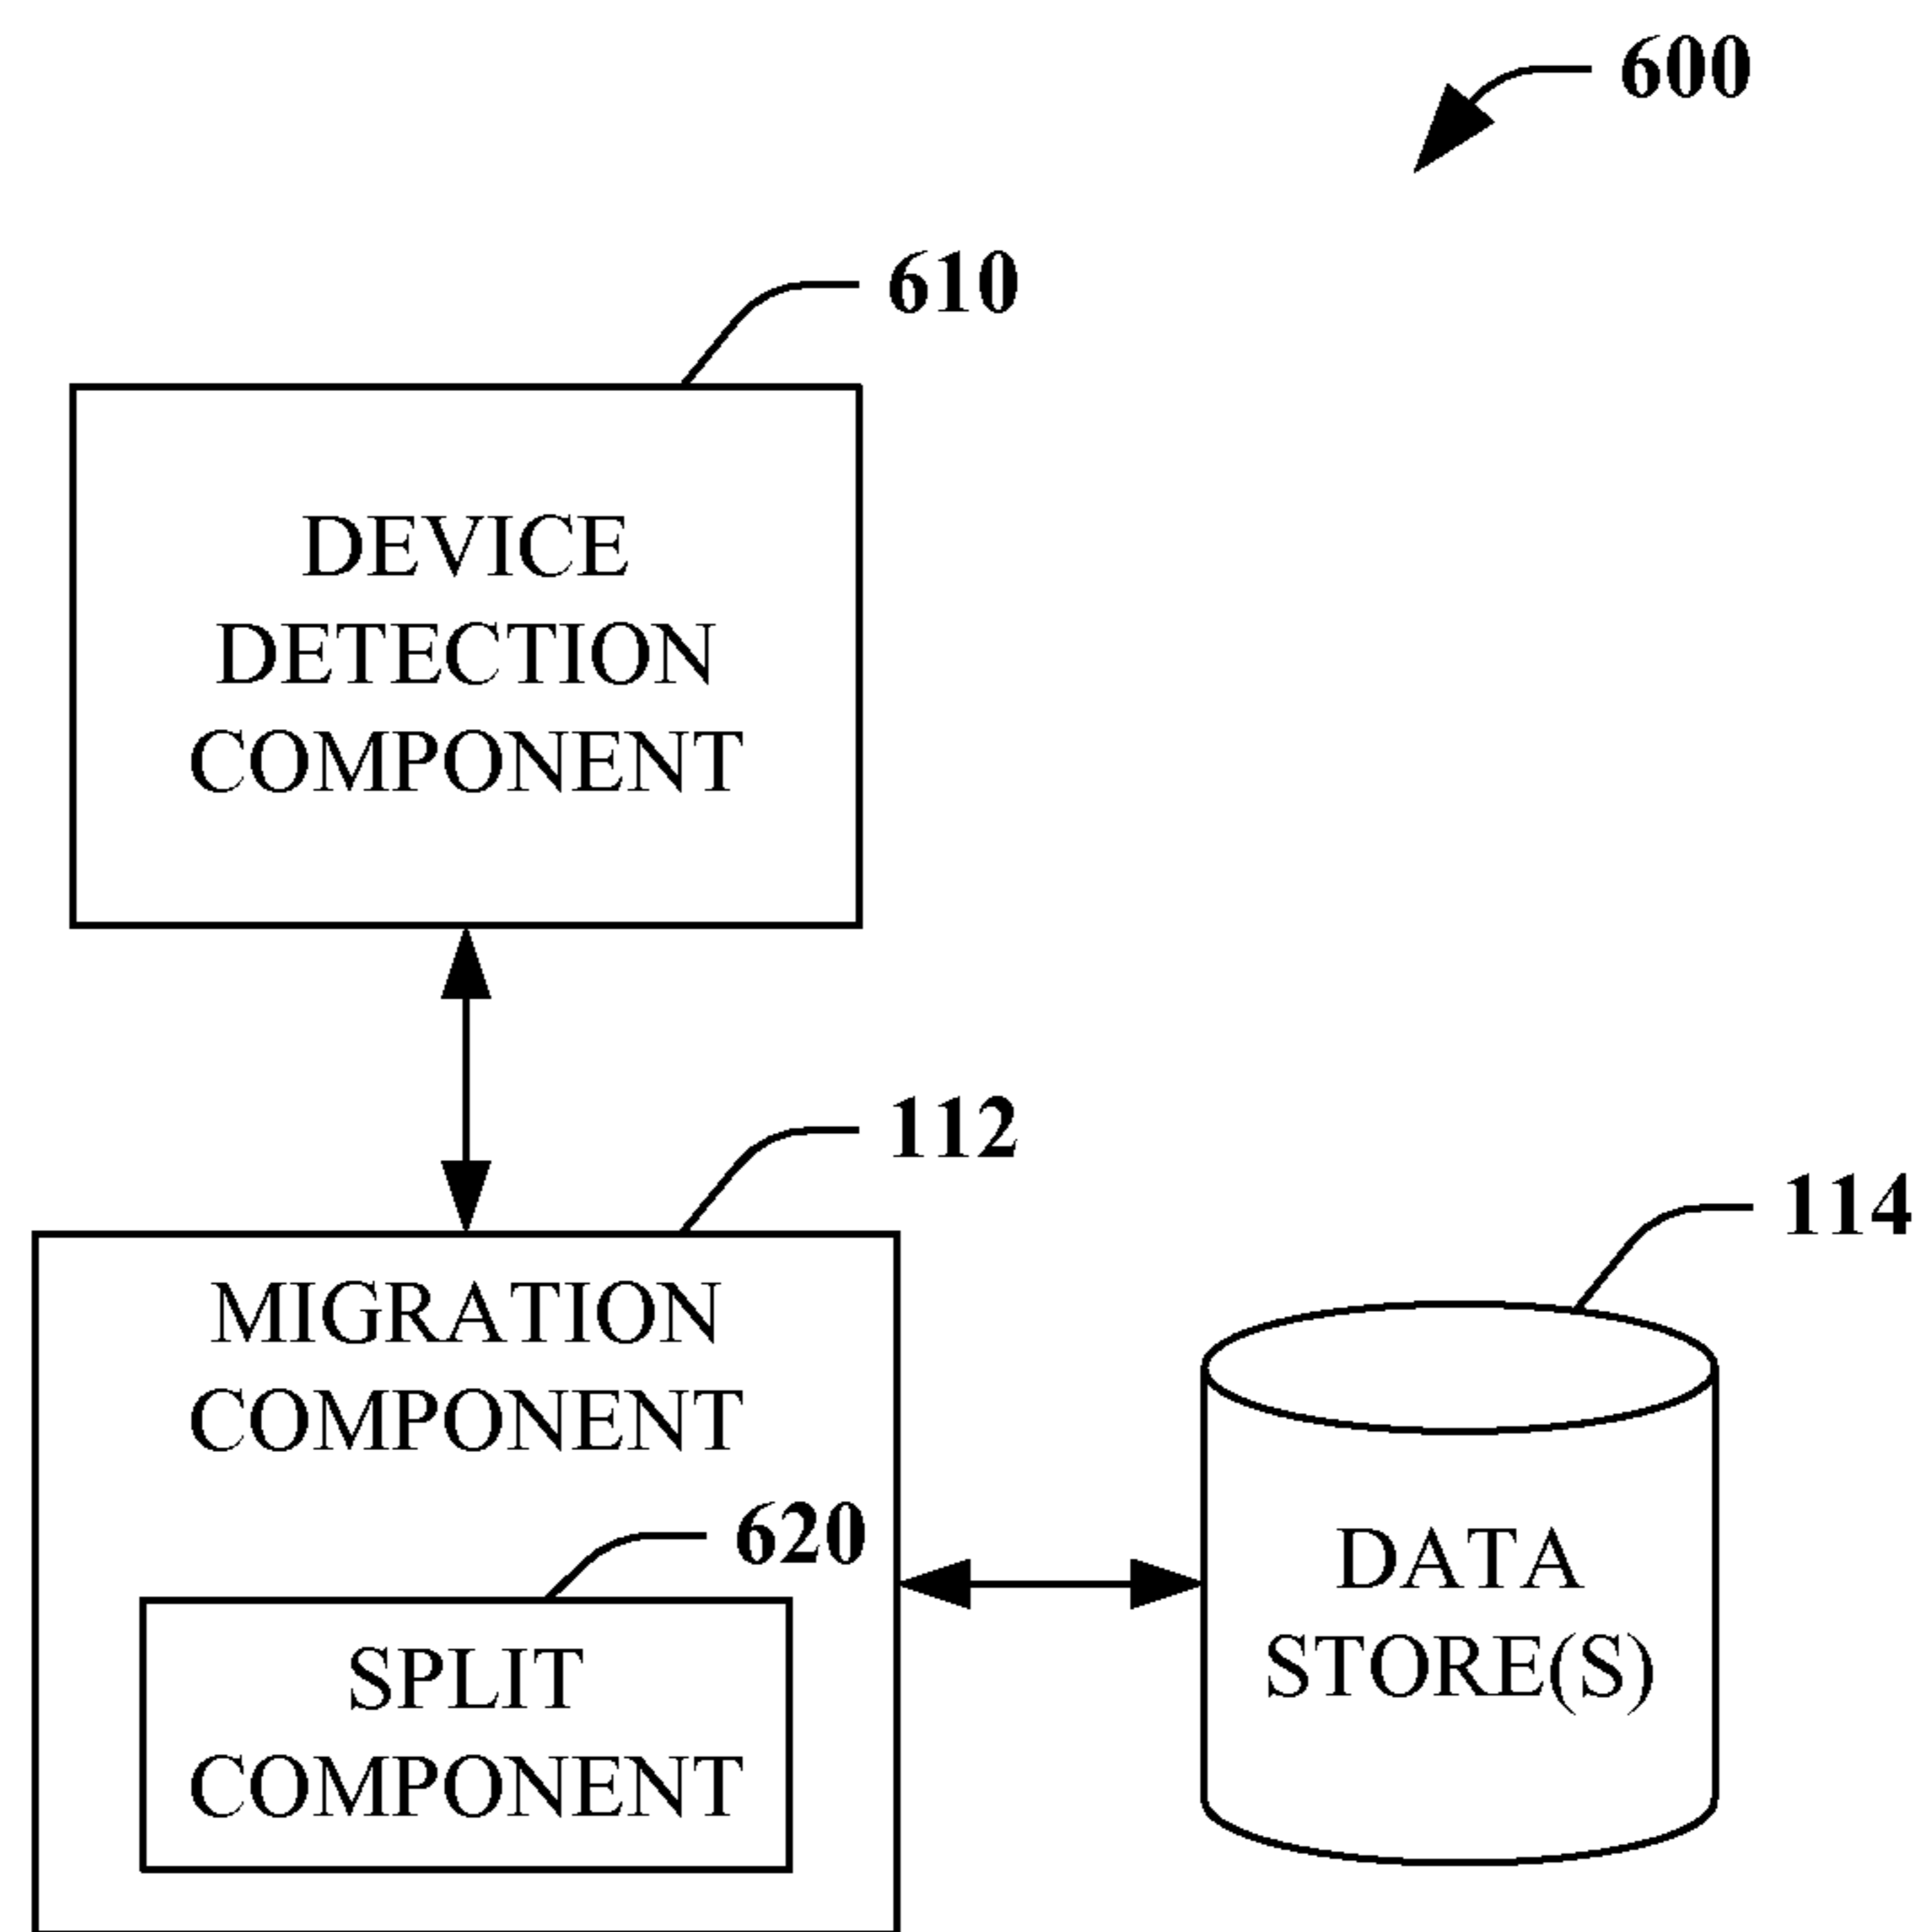 600
610
DEVICE
DETECTION
COMPONENT
112
114
MIGRATION
COMPONENT
620
SPLIT
COMPONENT
DATA
STORE(S)